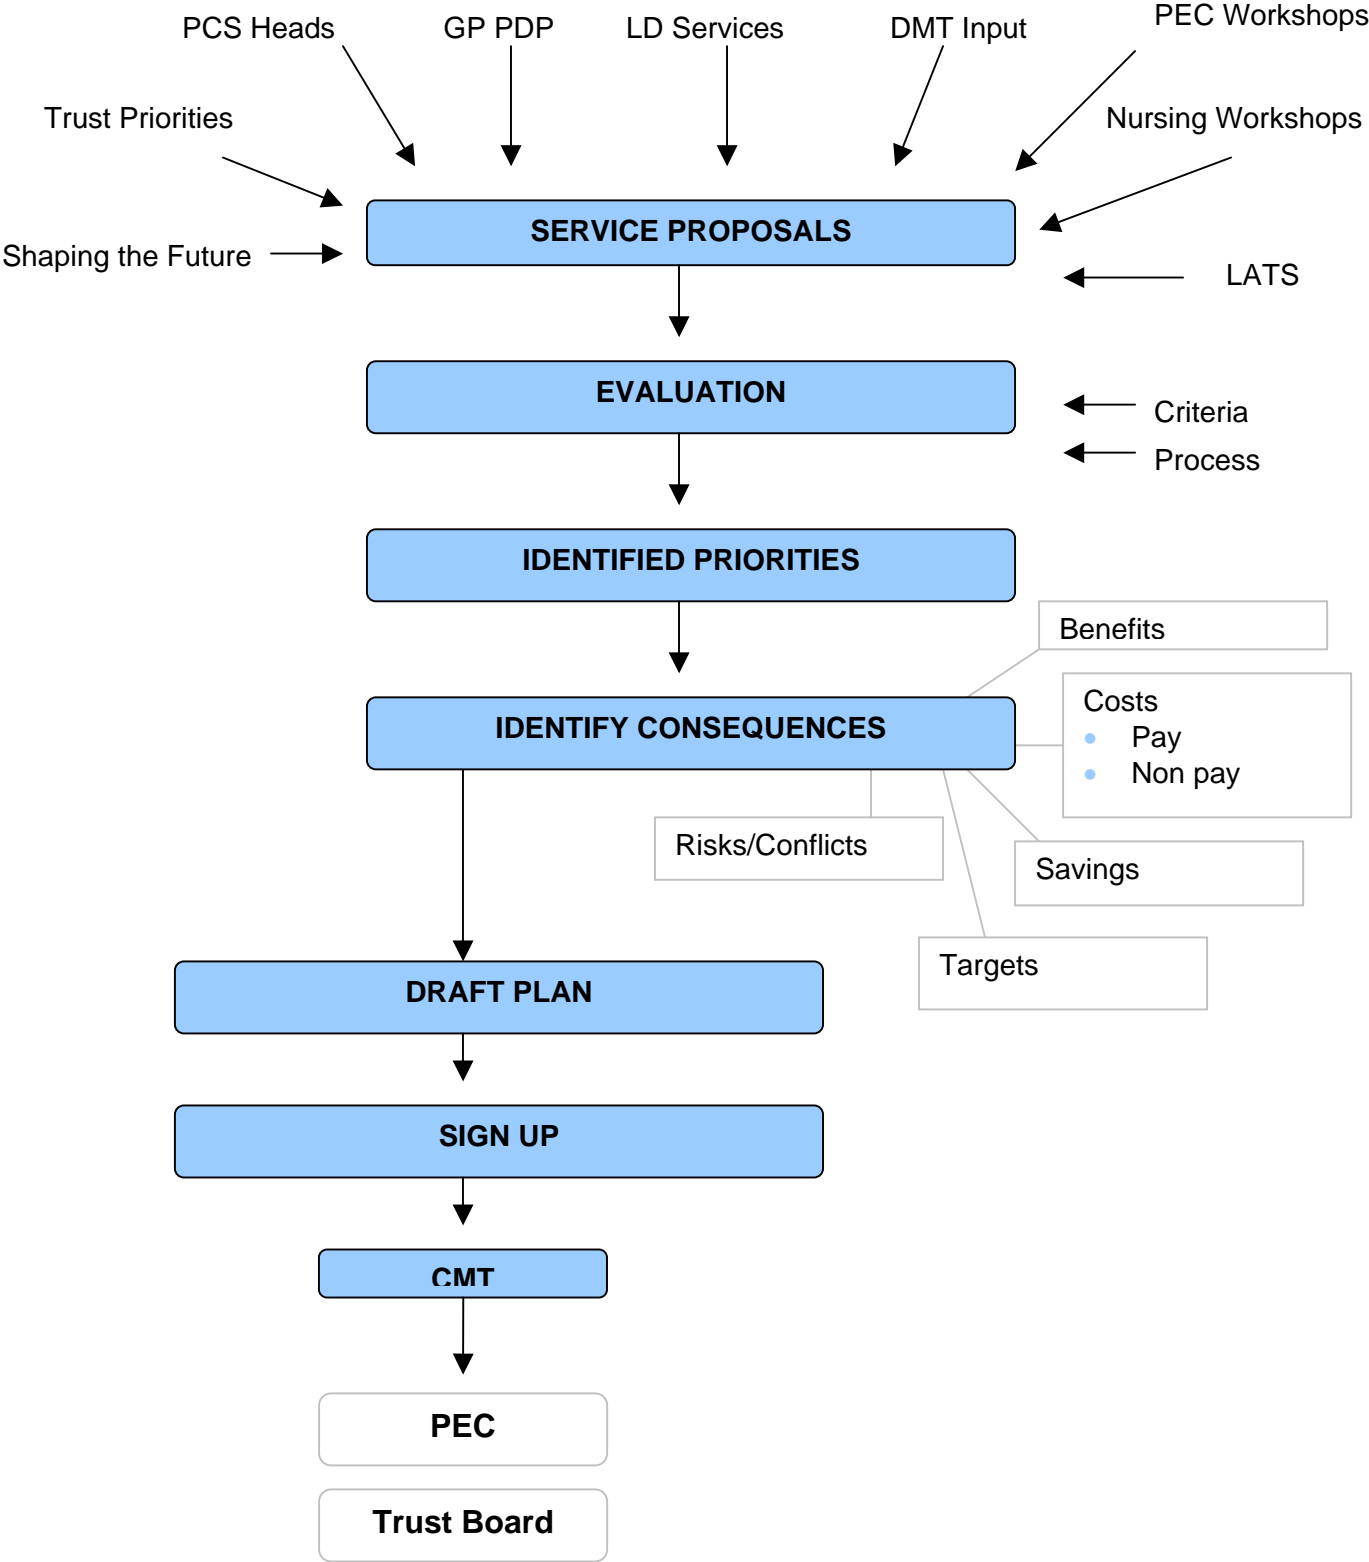 PEC Workshops
PCS Heads
GP PDP
LD Services
DMT Input
Trust Priorities
Nursing Workshops
SERVICE PROPOSALS
Shaping the Future
LATS
EVALUATION
Criteria
Process
IDENTIFIED PRIORITIES
Benefits
IDENTIFY CONSEQUENCES
Costs
• Pay
• Non pay
Risks/Conflicts
Savings
Targets
DRAFT PLAN
SIGN UP
CMT
PEC
Trust Board